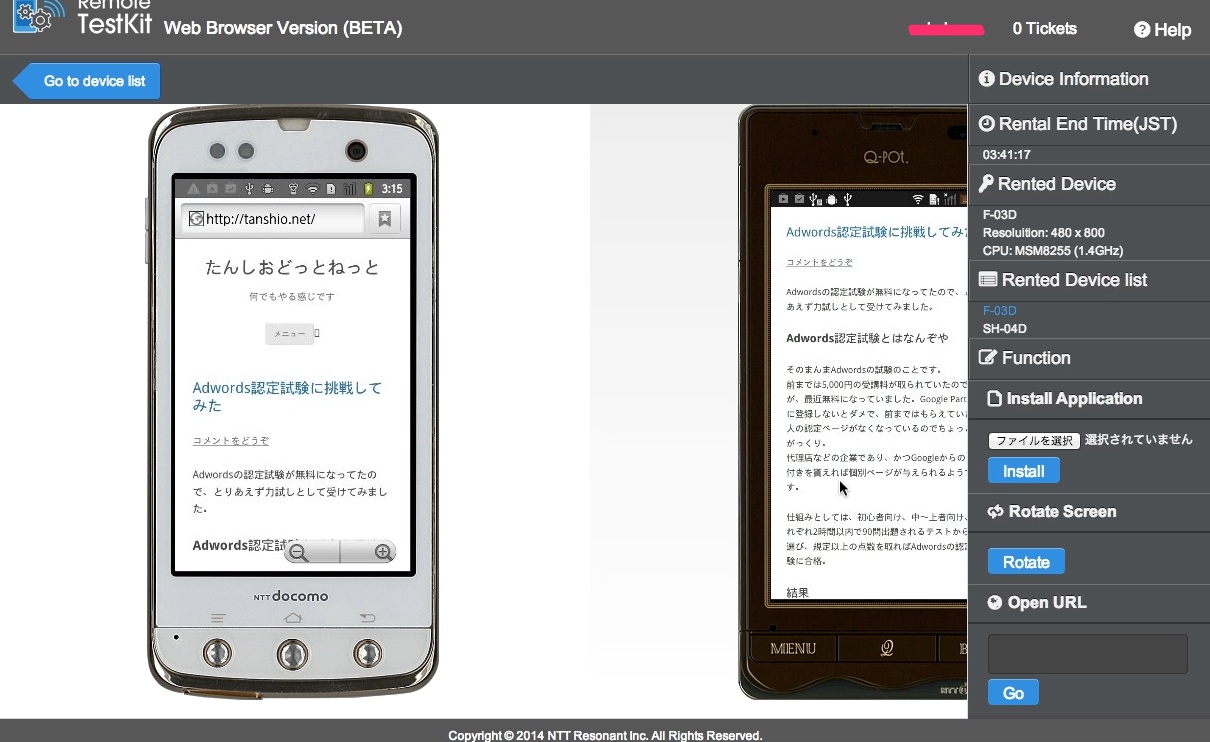 Remote
TestKit Web Browser Version (BETA)
0 Tickets
Help
Go to device list
3:15
http://tanshio.net/
たんしおどっとねっと
何でもやる感じです
メニュー
Adwords認定試験に挑戦して
みた
コメントをどうぞ
Adwordsの認定試験が無料になってたの
で、とりあえず力試しとして受けてみまし
た。
Adwords認定試
NTT docomo
Q-POT.
Adwords認定試験に挑戦してみ
コメントをどうぞ
Adwordsの認定試験が無料になってたので、
あえず力試しとして受けてみました。
Adwords認定試験とはなんぞや
そのまんまAdwordsの試験のことです。
前までは5,000円の受講料が取られていたので
が、最近無料になっていました。Google Part
に登録しないとダメで、前まではもらえてい
人の認定ページがなくなっているのでちょっ
がっくり。
代理店などの企業であり、かつGoogleからの
付きを貰えれば個別ページが与えられるよう
す。
仕組みとしては、初心者向け、中〜上者向け、
れぞれ2時間以内で90問出題されるテストから
選び、規定以上の点数を取ればAdwordsの認定
験に合格。
結果
MENU
Q
NTT
Device Information
Rental End Time(JST)
03:41:17
Rented Device
F-03D
Resoluition: 480 x 800
CPU: MSM8255 (1.4GHz)
Rented Device list
F-03D
SH-04D
Function
Install Application
ファイルを選択 選択されていません
Install
Rotate Screen
Rotate
Open URL
Go
Copyright © 2014 NTT Resonant Inc. All Rights Reserved.